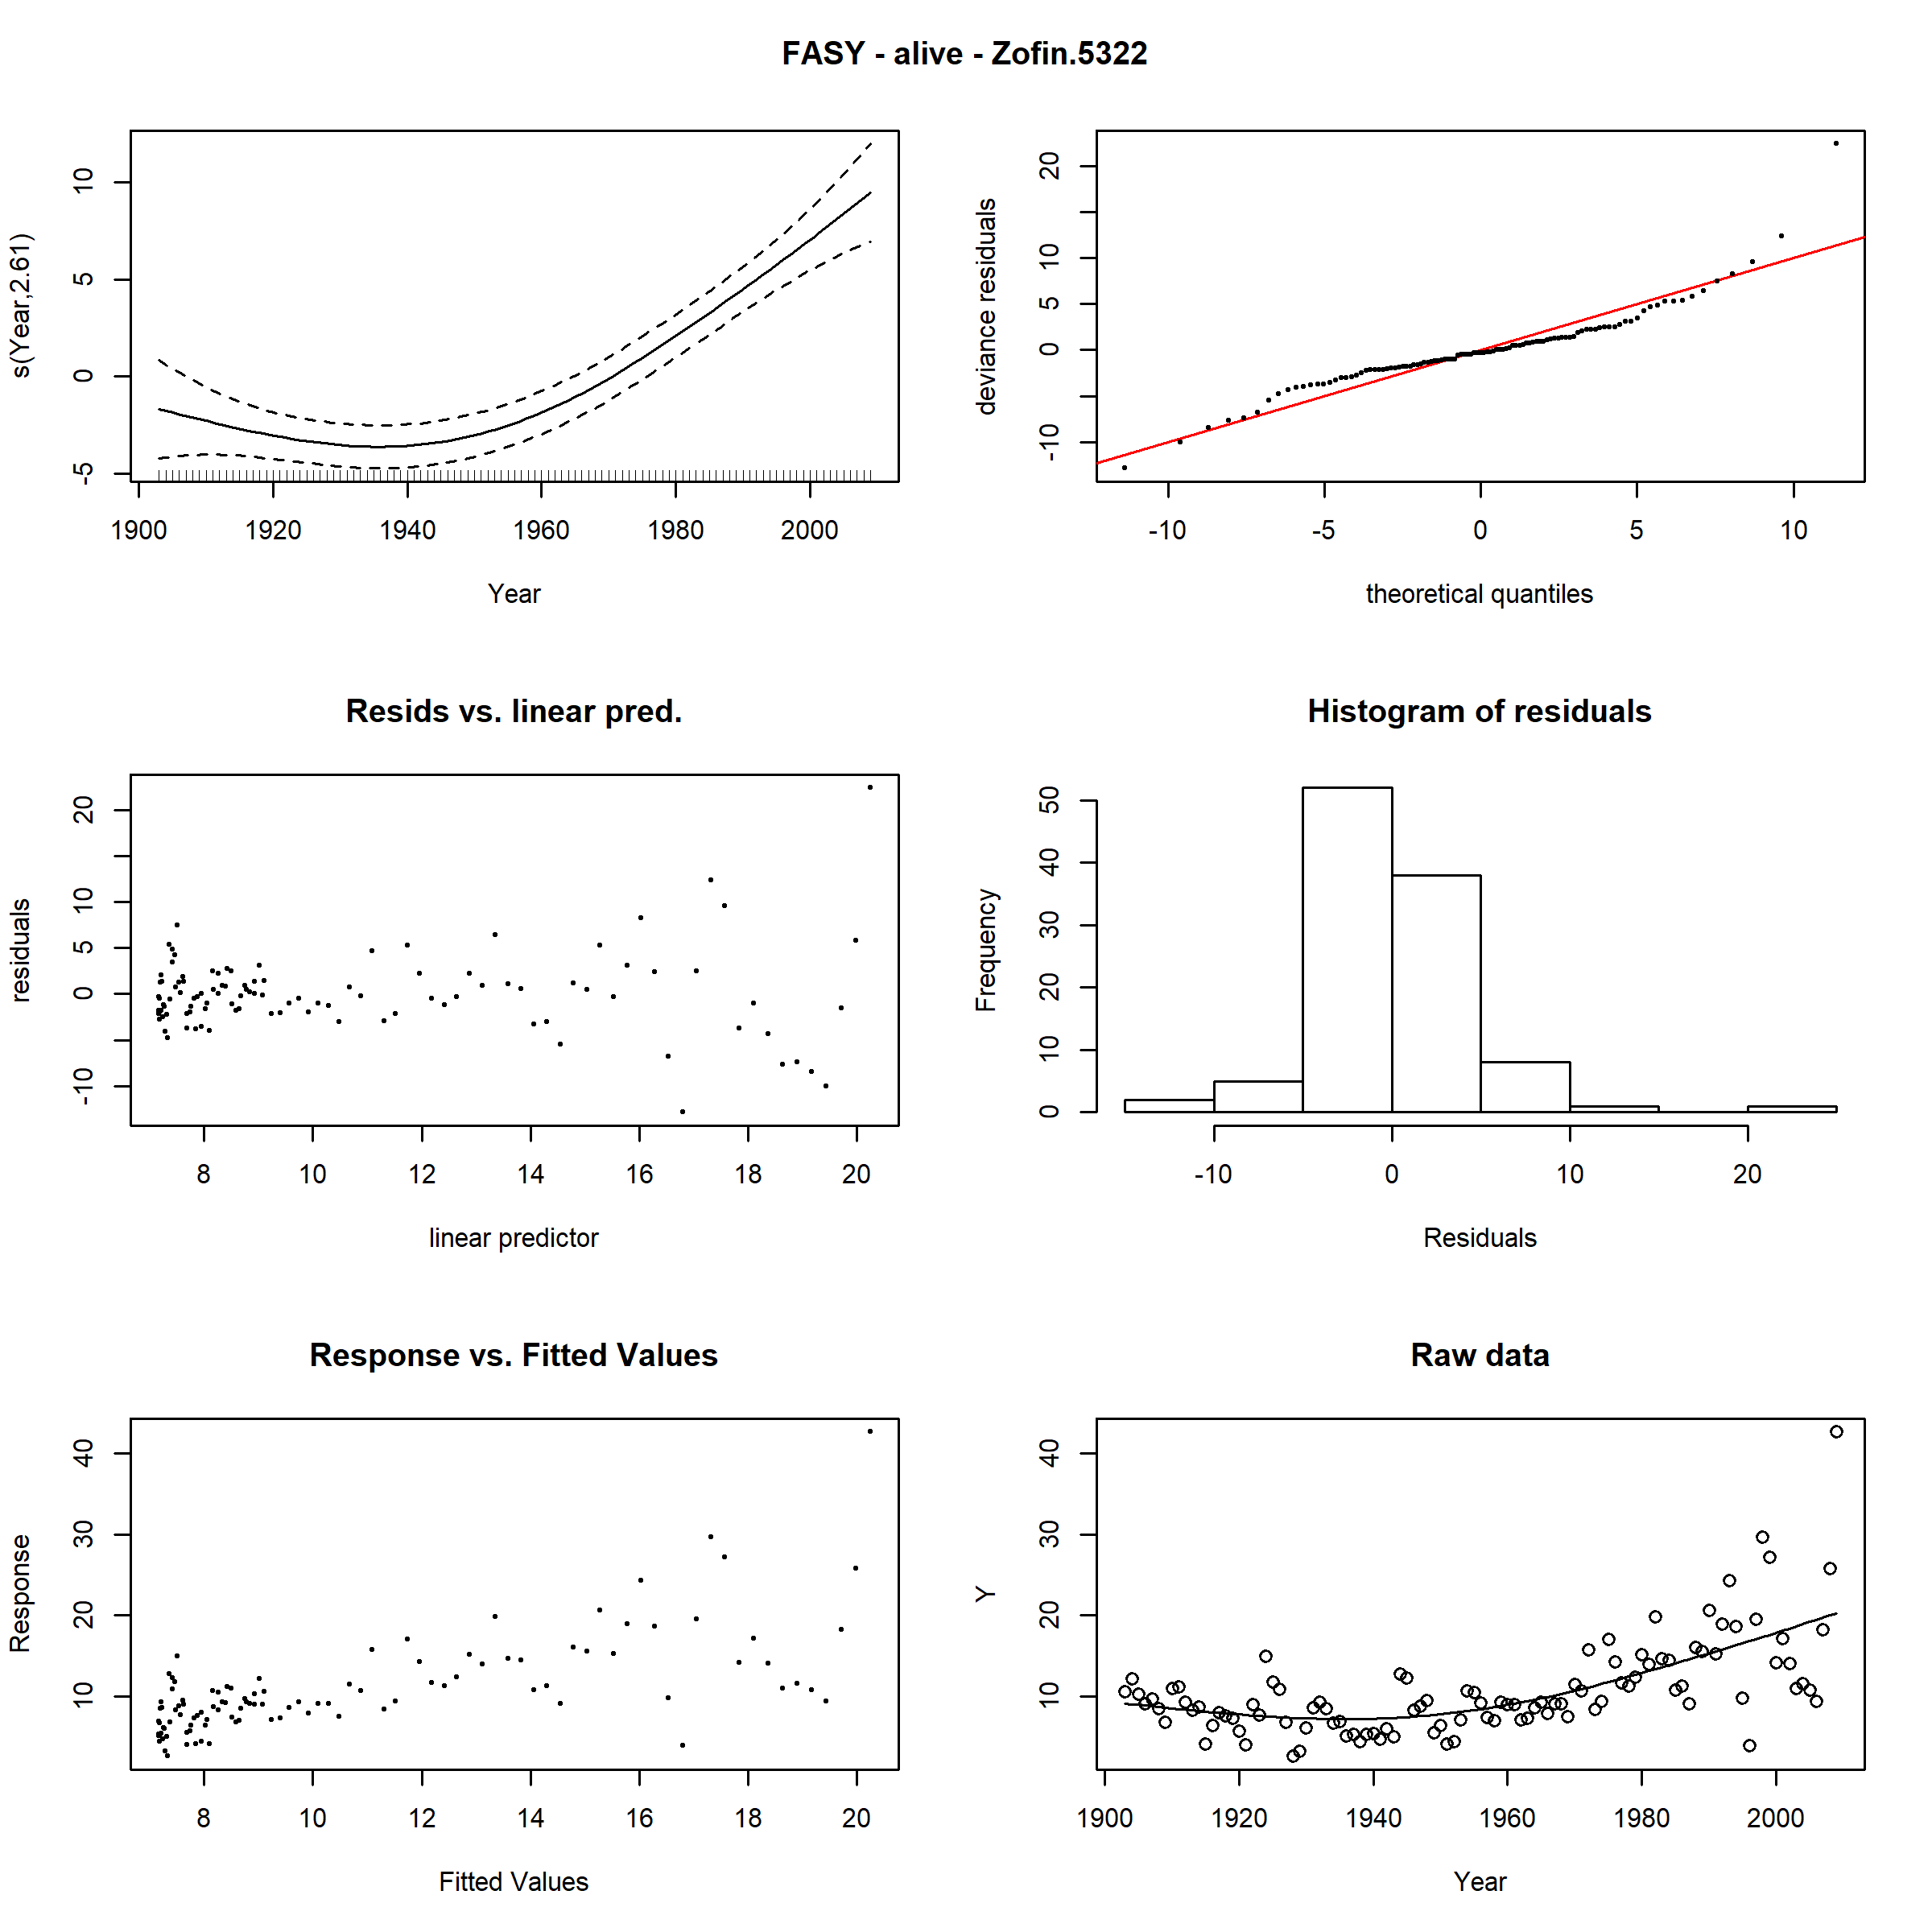 FASY - alive - Zofin.5322
s(Year,2.61)
-5 0 5 10
1900 1920 1940 1960 1980 2000
Year
deviance residuals
-10 0 5 10 20
-10 -5 0 5 10
theoretical quantiles
Resids vs. linear pred.
residuals
-10 0 5 10 20
8 10 12 14 16 18 20
linear predictor
Histogram of residuals
Frequency
0 10 20 30 40 50
-10 0 10 20
Residuals
Response vs. Fitted Values
Response
10 20 30 40
8 10 12 14 16 18 20
Fitted Values
Raw data
Y
10 20 30 40
1900 1920 1940 1960 1980 2000
Year